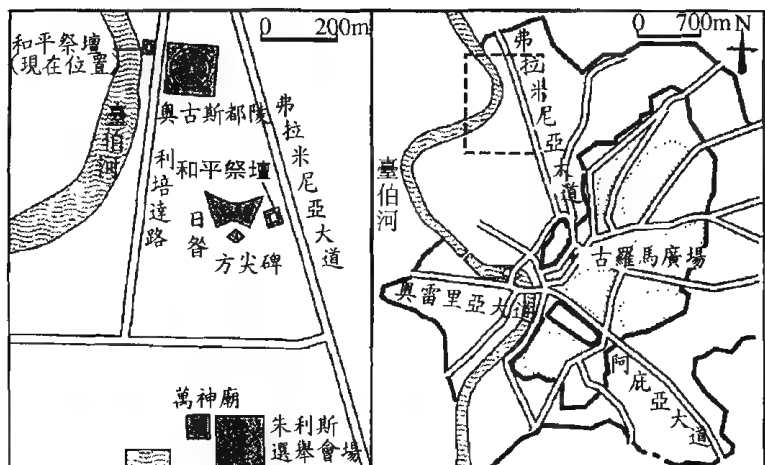 和平祭壇
(現在位置)
0 200m
奧古斯都陵
臺伯河
弗拉米尼亞大道
利培達路
和平祭壇
日晷
方尖碑
萬神廟
朱利斯
選舉會場
0 700m N
弗拉米尼亞大道
臺伯河
古羅馬廣場
奧雷里亞大道
阿庇亞大道